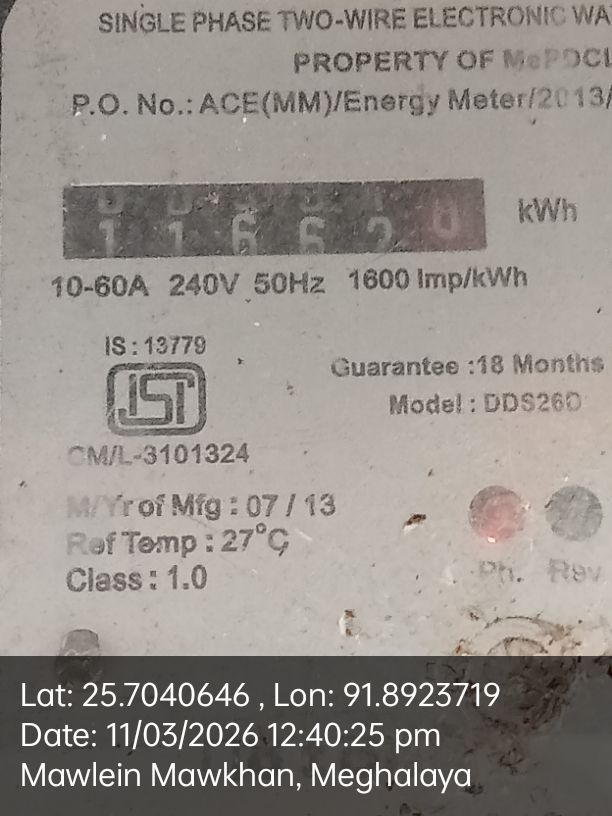 SINGLE PHASE TWO-WIRE ELECTRONIC WA
PROPERTY OF MePDCL
P.O. No.: ACE(MM)/Energy Meter/2013/
kWh
10-60A 240V 50Hz 1600 Imp/kWh
IS : 13779
ISI
CM/L-3101324
Guarantee :18 Months
Model : DDS26D
M/Yr of Mfg : 07 / 13
Ref Temp : 27°C
Class : 1.0
Ph. Rev
Lat: 25.7040646 , Lon: 91.8923719
Date: 11/03/2026 12:40:25 pm
Mawlein Mawkhan, Meghalaya